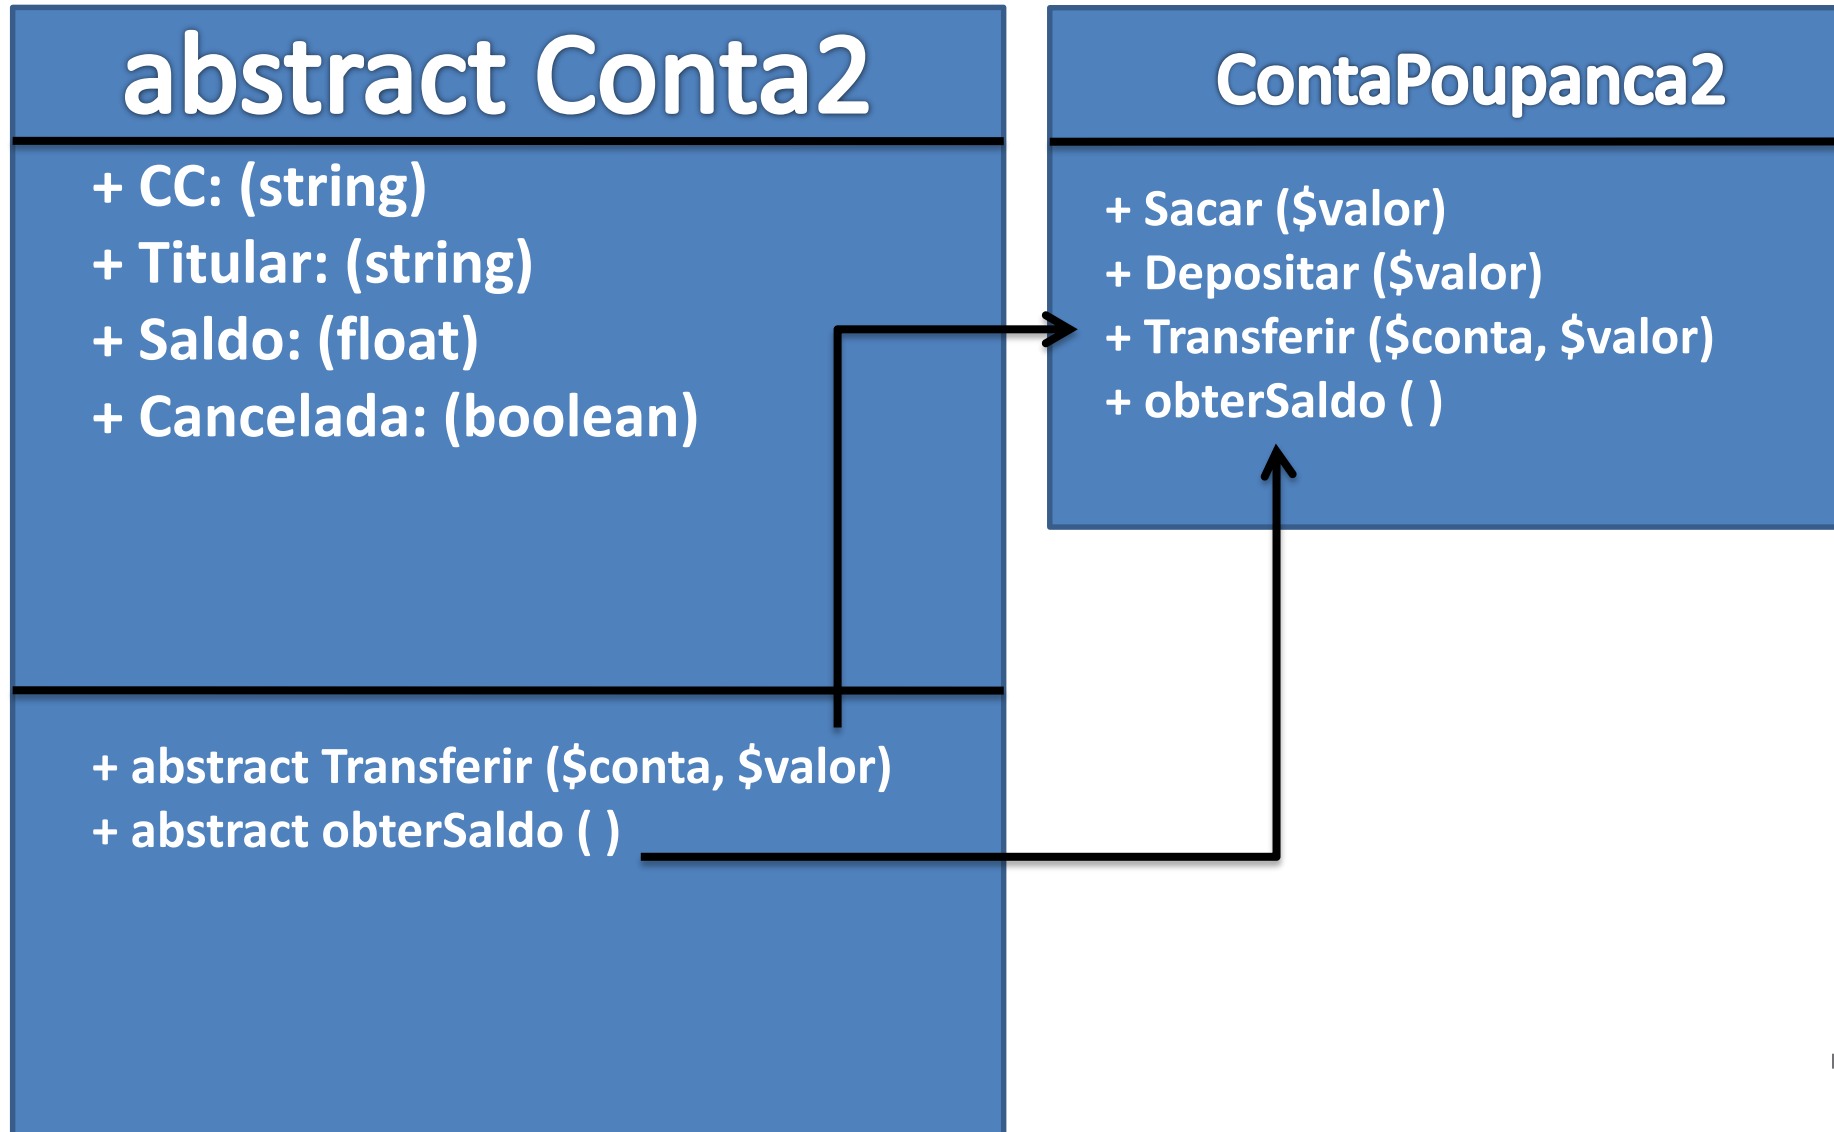 abstract Conta2
+ CC: (string)
+ Titular: (string)
+ Saldo: (float)
+ Cancelada: (boolean)
+ abstract Transferir ($conta, $valor)
+ abstract obterSaldo ( )
ContaPoupanca2
+ Sacar ($valor)
+ Depositar ($valor)
+ Transferir ($conta, $valor)
+ obterSaldo ( )